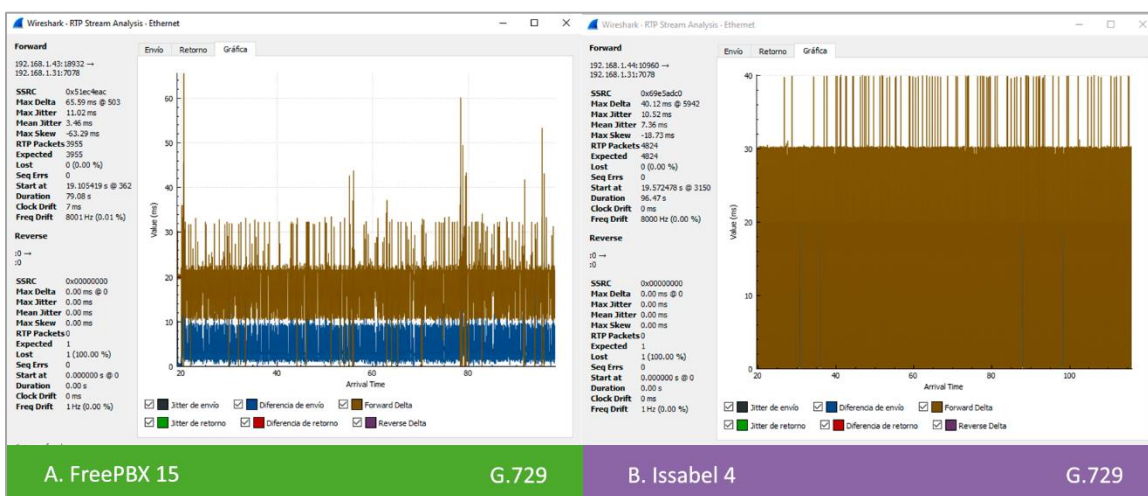 Wireshark - RTP Stream Analysis - Ethernet
Forward
192.168.1.43:18932 →
192.168.1.31:7078
SSRC 0x51ec4eac
Max Delta 65.59 ms @ 503
Max Jitter 11.02 ms
Mean Jitter 3.46 ms
Max Skew -63.29 ms
RTP Packets 3955
Expected 3955
Lost 0 (0.00 %)
Seq Errs 0
Start at 19.105419 s @ 362
Duration 79.08 s
Clock Drift 7 ms
Freq Drift 8001 Hz (0.01 %)
Reverse
:0 →
:0
SSRC 0x00000000
Max Delta 0.00 ms @ 0
Max Jitter 0.00 ms
Mean Jitter 0.00 ms
Max Skew 0.00 ms
RTP Packets 0
Expected 1
Lost 1 (100.00 %)
Seq Errs 0
Start at 0.000000 s @ 0
Duration 0.00 s
Clock Drift 0 ms
Freq Drift 1 Hz (0.00 %)
Envío Retorno Gráfica
60
50
40
30
20
10
0
Value (ms)
20 40 60 80
Arrival Time
Jitter de envío Diferencia de envío Forward Delta
Jitter de retorno Diferencia de retorno Reverse Delta
A. FreePBX 15 G.729
Wireshark - RTP Stream Analysis - Ethernet
Forward
192.168.1.44:10960 →
192.168.1.31:7078
SSRC 0x69e5adc0
Max Delta 40.12 ms @ 5942
Max Jitter 10.52 ms
Mean Jitter 7.36 ms
Max Skew -18.73 ms
RTP Packets 4824
Expected 4824
Lost 0 (0.00 %)
Seq Errs 0
Start at 19.572478 s @ 3150
Duration 96.47 s
Clock Drift 0 ms
Freq Drift 8000 Hz (0.00 %)
Reverse
:0 →
:0
SSRC 0x00000000
Max Delta 0.00 ms @ 0
Max Jitter 0.00 ms
Mean Jitter 0.00 ms
Max Skew 0.00 ms
RTP Packets 0
Expected 1
Lost 1 (100.00 %)
Seq Errs 0
Start at 0.000000 s @ 0
Duration 0.00 s
Clock Drift 0 ms
Freq Drift 1 Hz (0.00 %)
Envío Retorno Gráfica
40
30
20
10
0
Value (ms)
20 40 60 80 100
Arrival Time
Jitter de envío Diferencia de envío Forward Delta
Jitter de retorno Diferencia de retorno Reverse Delta
B. Issabel 4 G.729